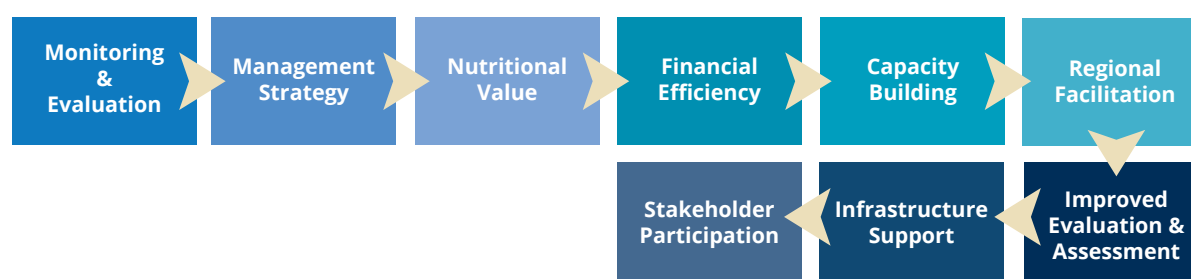 Monitoring
&
Evaluation
Management
Strategy
Nutritional
Value
Financial
Efficiency
Capacity
Building
Regional
Facilitation
Improved
Evaluation &
Assessment
Infrastructure
Support
Stakeholder
Participation